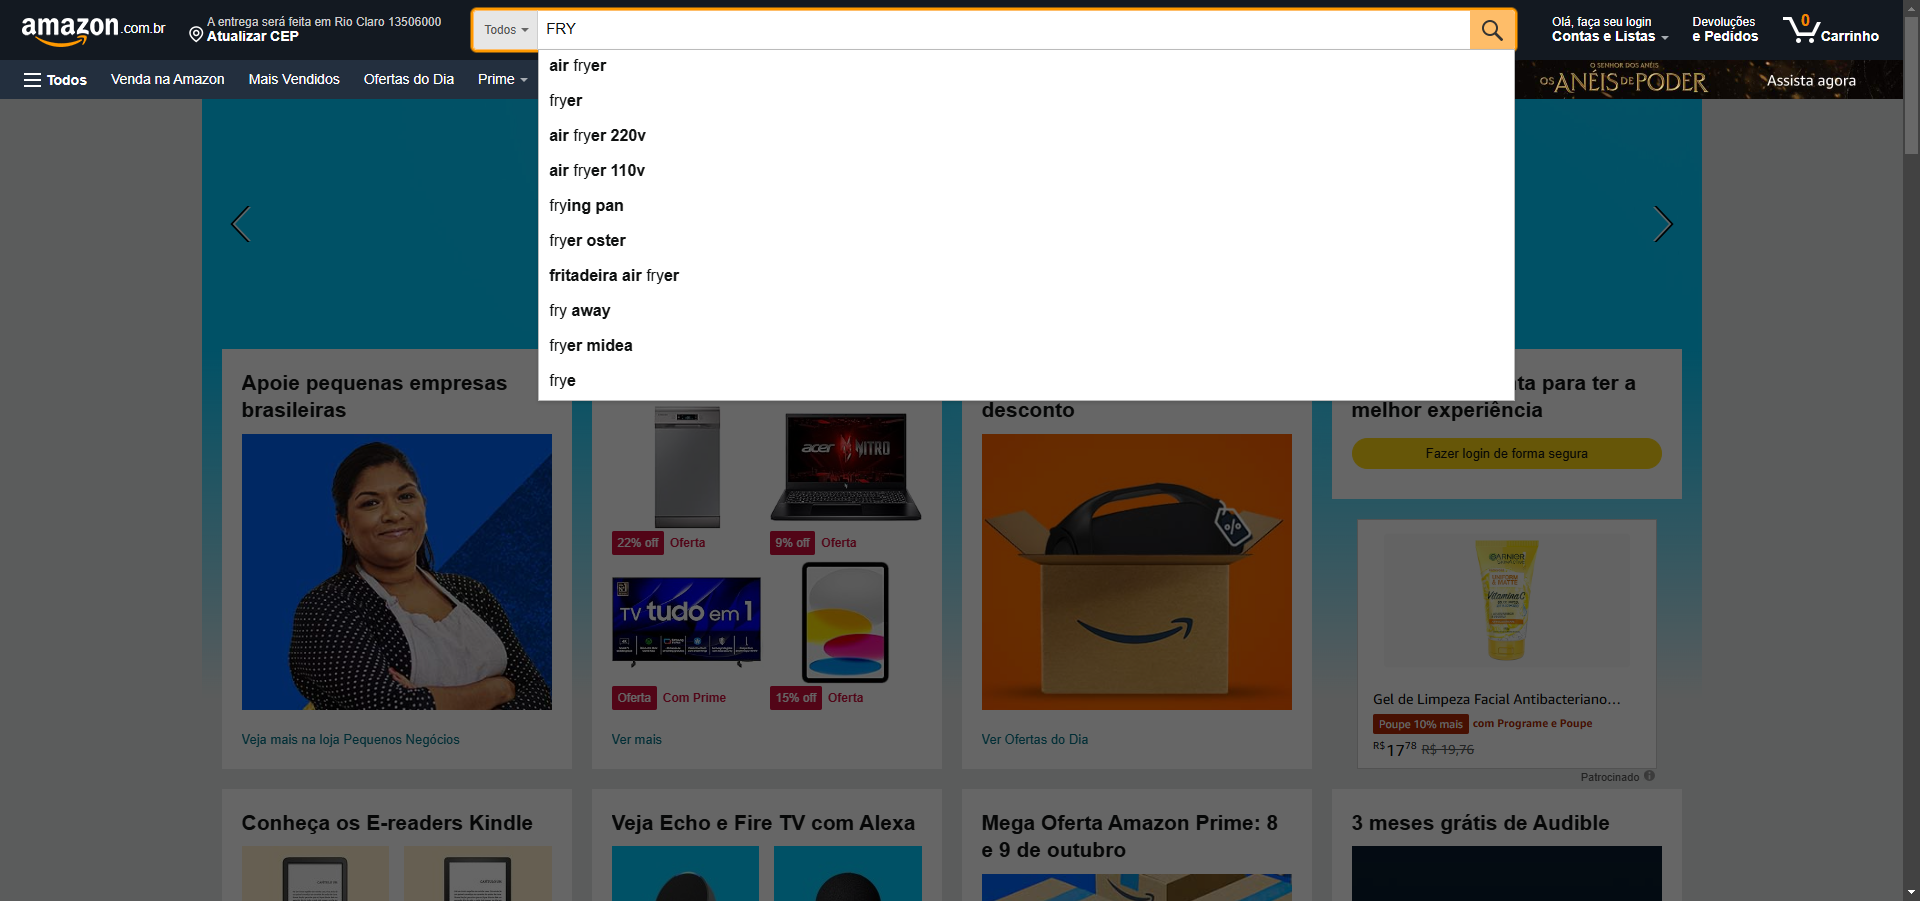 amazon.com.br
A entrega será feita em Rio Claro 13506000
Atualizar CEP
Todos
FRY
Olá, faça seu login
Contas e Listas
Devoluções
e Pedidos
0
Carrinho
Todos
Venda na Amazon
Mais Vendidos
Ofertas do Dia
Prime
O SENHOR DOS ANÉIS
OS ANÉIS DE PODER
Assista agora
air fryer
fryer
air fryer 220v
air fryer 110v
frying pan
fryer oster
fritadeira air fryer
fry away
fryer midea
frye
Apoie pequenas empresas
brasileiras
Veja mais na loja Pequenos Negócios
acer NITRO
22% off Oferta
9% off Oferta
TV tudo em 1
Oferta Com Prime
15% off Oferta
Ver mais
desconto
%
Ver Ofertas do Dia
ta para ter a
melhor experiência
Fazer login de forma segura
GARNIER
Vitamina C
Gel de Limpeza Facial Antibacteriano...
Poupe 10% mais com Programe e Poupe
R$ 17 78 R$ 19,76
Patrocinado
Conheça os E-readers Kindle
Veja Echo e Fire TV com Alexa
Mega Oferta Amazon Prime: 8
e 9 de outubro
3 meses grátis de Audible